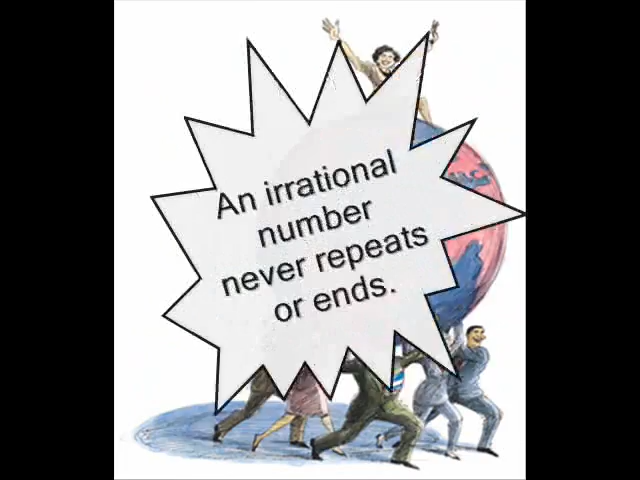 An irrational
number
never repeats
or ends.